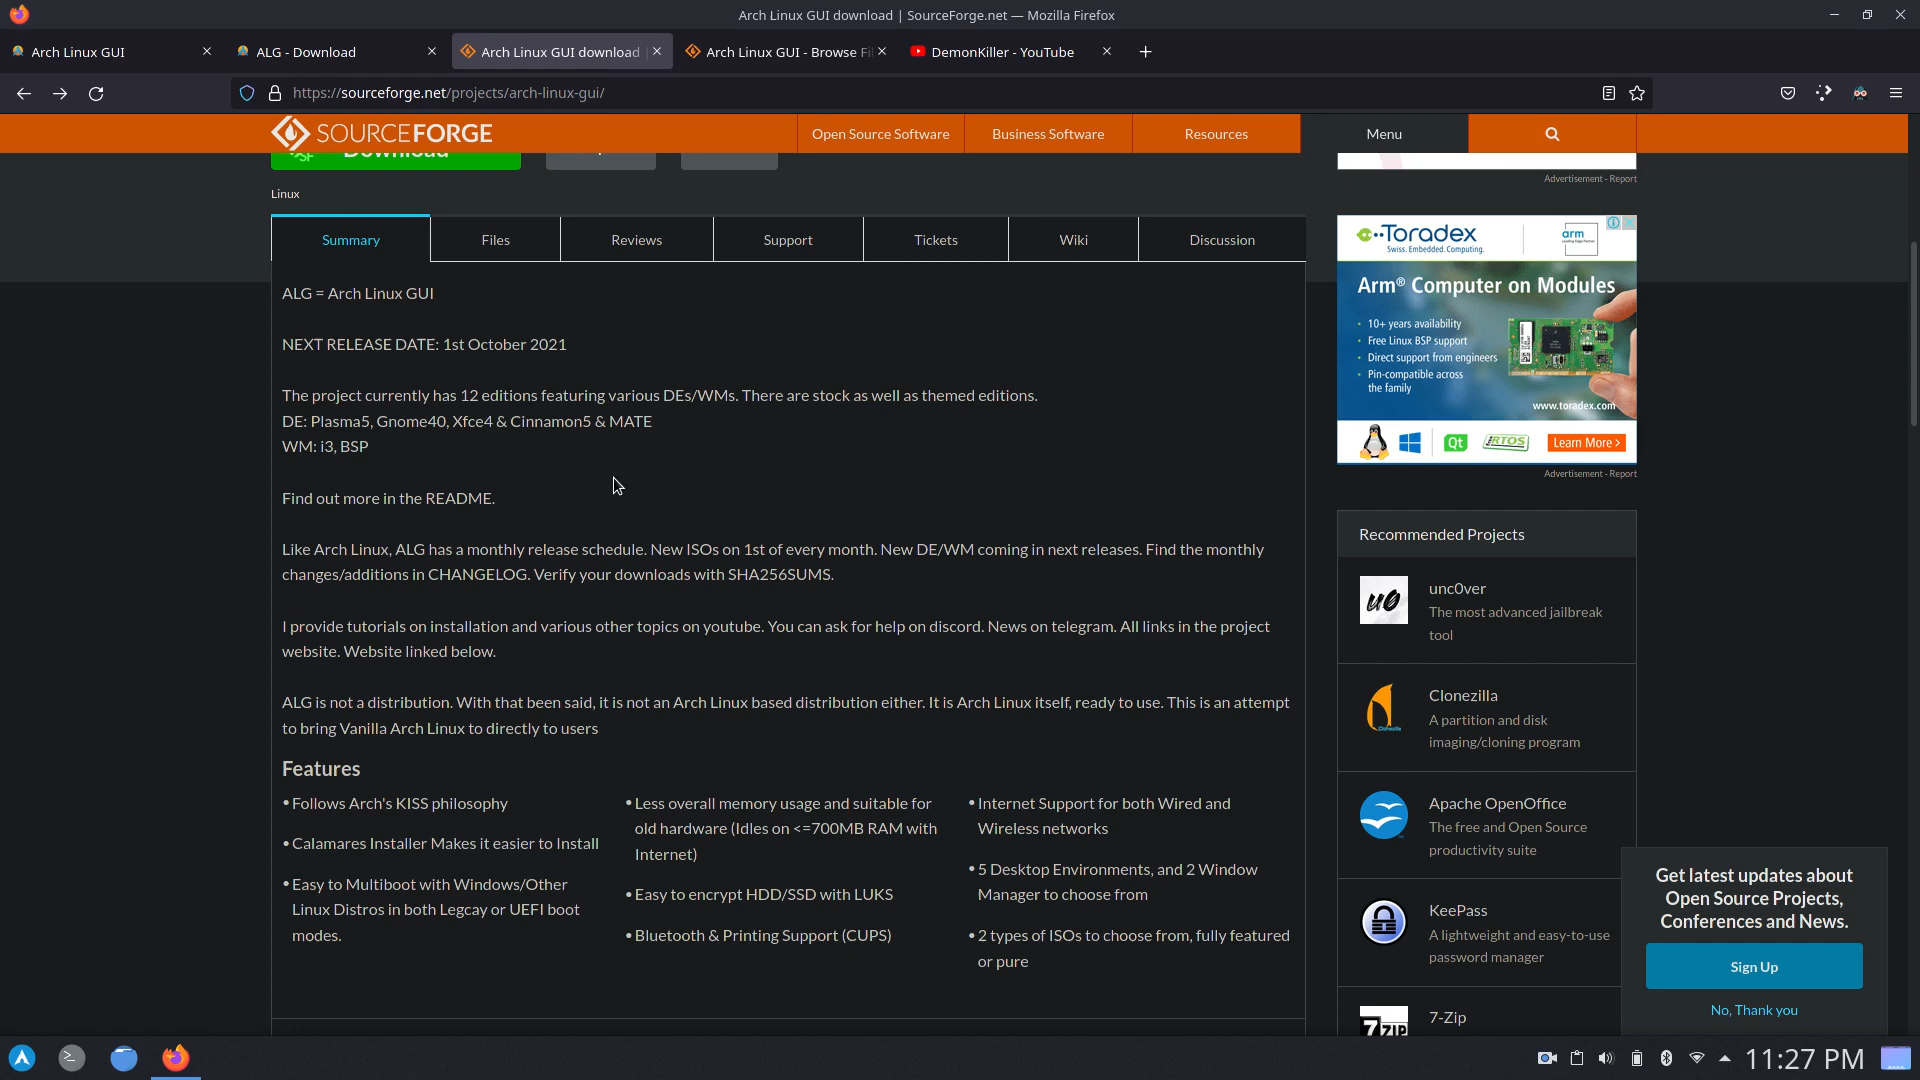 Arch Linux GUI download | SourceForge.net — Mozilla Firefox
Arch Linux GUI
ALG - Download
Arch Linux GUI download
Arch Linux GUI - Browse Fi
DemonKiller - YouTube
https://sourceforge.net/projects/arch-linux-gui/
SOURCEFORGE
Open Source Software
Business Software
Resources
Menu
Download
Linux
Summary
Files
Reviews
Support
Tickets
Wiki
Discussion
ALG = Arch Linux GUI
NEXT RELEASE DATE: 1st October 2021
The project currently has 12 editions featuring various DEs/WMs. There are stock as well as themed editions.
DE: Plasma5, Gnome40, Xfce4 & Cinnamon5 & MATE
WM: i3, BSP
Find out more in the README.
Like Arch Linux, ALG has a monthly release schedule. New ISOs on 1st of every month. New DE/WM coming in next releases. Find the monthly
changes/additions in CHANGELOG. Verify your downloads with SHA256SUMS.
I provide tutorials on installation and various other topics on youtube. You can ask for help on discord. News on telegram. All links in the project
website. Website linked below.
ALG is not a distribution. With that been said, it is not an Arch Linux based distribution either. It is Arch Linux itself, ready to use. This is an attempt
to bring Vanilla Arch Linux to directly to users
Features
• Follows Arch's KISS philosophy
• Calamares Installer Makes it easier to Install
• Easy to Multiboot with Windows/Other
Linux Distros in both Legcay or UEFI boot
modes.
• Less overall memory usage and suitable for
old hardware (Idles on <=700MB RAM with
Internet)
• Easy to encrypt HDD/SSD with LUKS
• Bluetooth & Printing Support (CUPS)
• Internet Support for both Wired and
Wireless networks
• 5 Desktop Environments, and 2 Window
Manager to choose from
• 2 types of ISOs to choose from, fully featured
or pure
Advertisement - Report
Toradex
Swiss. Embedded. Computing.
arm
Arm® Computer on Modules
• 10+ years availability
• Free Linux BSP support
• Direct support from engineers
• Pin-compatible across
the family
www.toradex.com
Qt
RTOS
Learn More >
Advertisement - Report
Recommended Projects
u0
unc0ver
The most advanced jailbreak
tool
Clonezilla
Clonezilla
A partition and disk
imaging/cloning program
Apache OpenOffice
The free and Open Source
productivity suite
KeePass
A lightweight and easy-to-use
password manager
7ZIP
7-Zip
Get latest updates about
Open Source Projects,
Conferences and News.
Sign Up
No, Thank you
11:27 PM